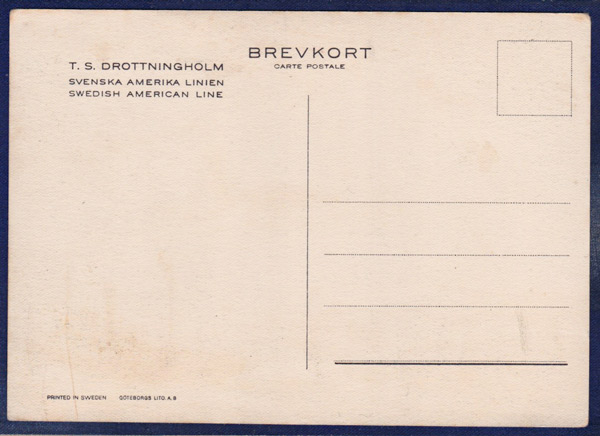 BREVKORT
CARTE POSTALE
T. S. DROTTNINGHOLM
SVENSKA AMERIKA LINIEN
SWEDISH AMERICAN LINE
PRINTED IN SWEDEN GÖTEBORGS LITO. A. B